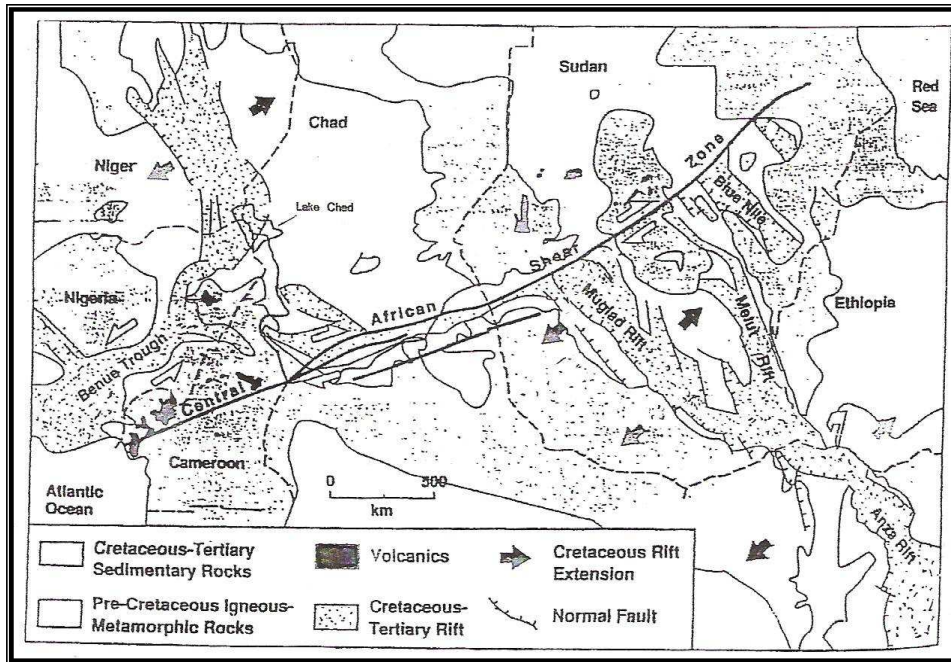 Sudan
Red
Sea
Chad
Niger
Zone
Lake Chad
Blue Nile
Shear
Nigeria
African
Muglad Rift
Ethiopia
Melut Rift
Benue Trough
Central
Cameroon
0 300
km
Atlantic
Ocean
Anza Rift
Cretaceous-Tertiary
Sedimentary Rocks
Volcanics
Cretaceous Rift
Extension
Pre-Cretaceous Igneous-
Metamorphic Rocks
Cretaceous-
Tertiary Rift
Normal Fault